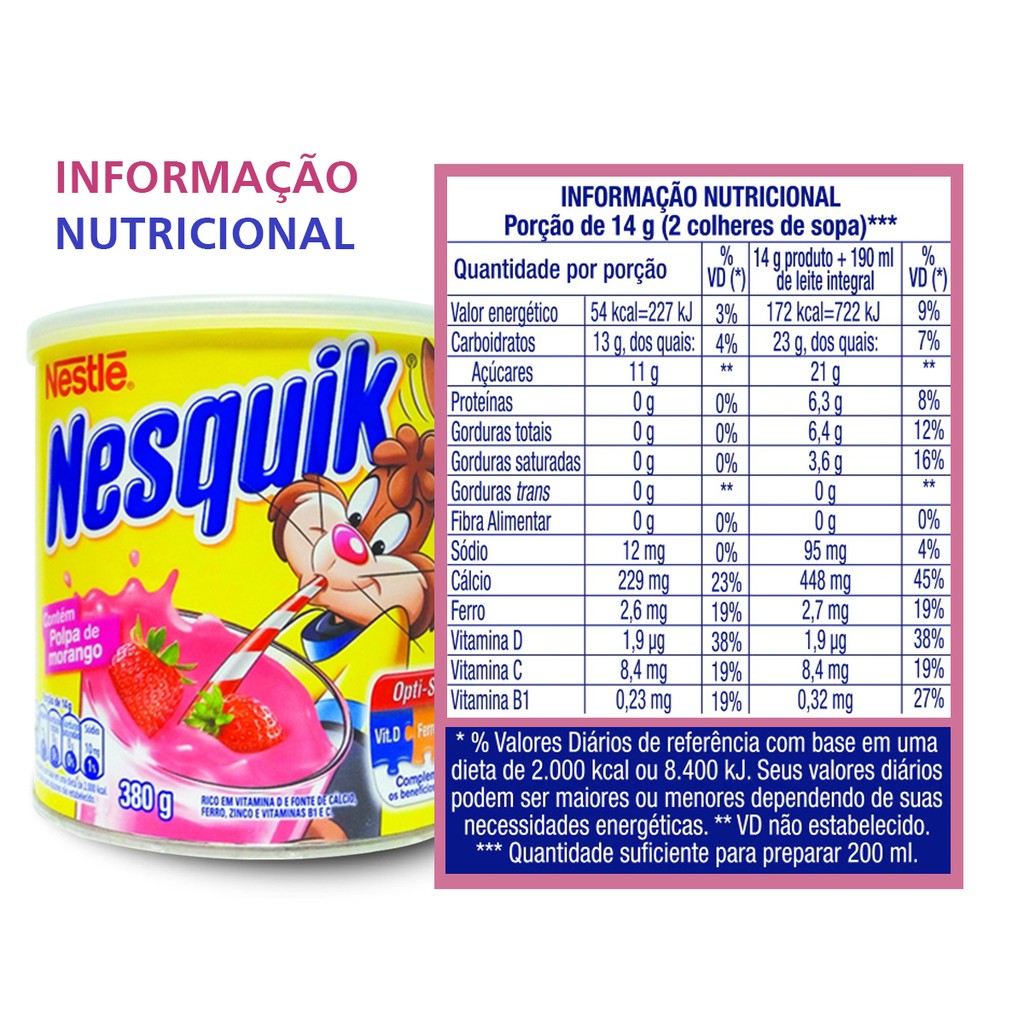 INFORMAÇÃO
NUTRICIONAL
Nestlé
Nesquik
Contém
Polpa de
morango
Opti-S
Vit.D
C
Ferr
Sódio
380 g
RICO EM VITAMINA D E FONTE DE CÁLCIO,
FERRO, ZINCO E VITAMINAS B1 E C!
Complem
os benefício
INFORMAÇÃO NUTRICIONAL
Porção de 14 g (2 colheres de sopa)***
Quantidade por porção % VD (*) 14 g produto + 190 ml de leite integral % VD (*)
Valor energético 54 kcal=227 kJ 3% 172 kcal=722 kJ 9%
Carboidratos 13 g, dos quais: 4% 23 g, dos quais: 7%
Açúcares 11 g ** 21 g **
Proteínas 0 g 0% 6,3 g 8%
Gorduras totais 0 g 0% 6,4 g 12%
Gorduras saturadas 0 g 0% 3,6 g 16%
Gorduras trans 0 g ** 0 g **
Fibra Alimentar 0 g 0% 0 g 0%
Sódio 12 mg 0% 95 mg 4%
Cálcio 229 mg 23% 448 mg 45%
Ferro 2,6 mg 19% 2,7 mg 19%
Vitamina D 1,9 µg 38% 1,9 µg 38%
Vitamina C 8,4 mg 19% 8,4 mg 19%
Vitamina B1 0,23 mg 19% 0,32 mg 27%
* % Valores Diários de referência com base em uma
dieta de 2.000 kcal ou 8.400 kJ. Seus valores diários
podem ser maiores ou menores dependendo de suas
necessidades energéticas. ** VD não estabelecido.
*** Quantidade suficiente para preparar 200 ml.